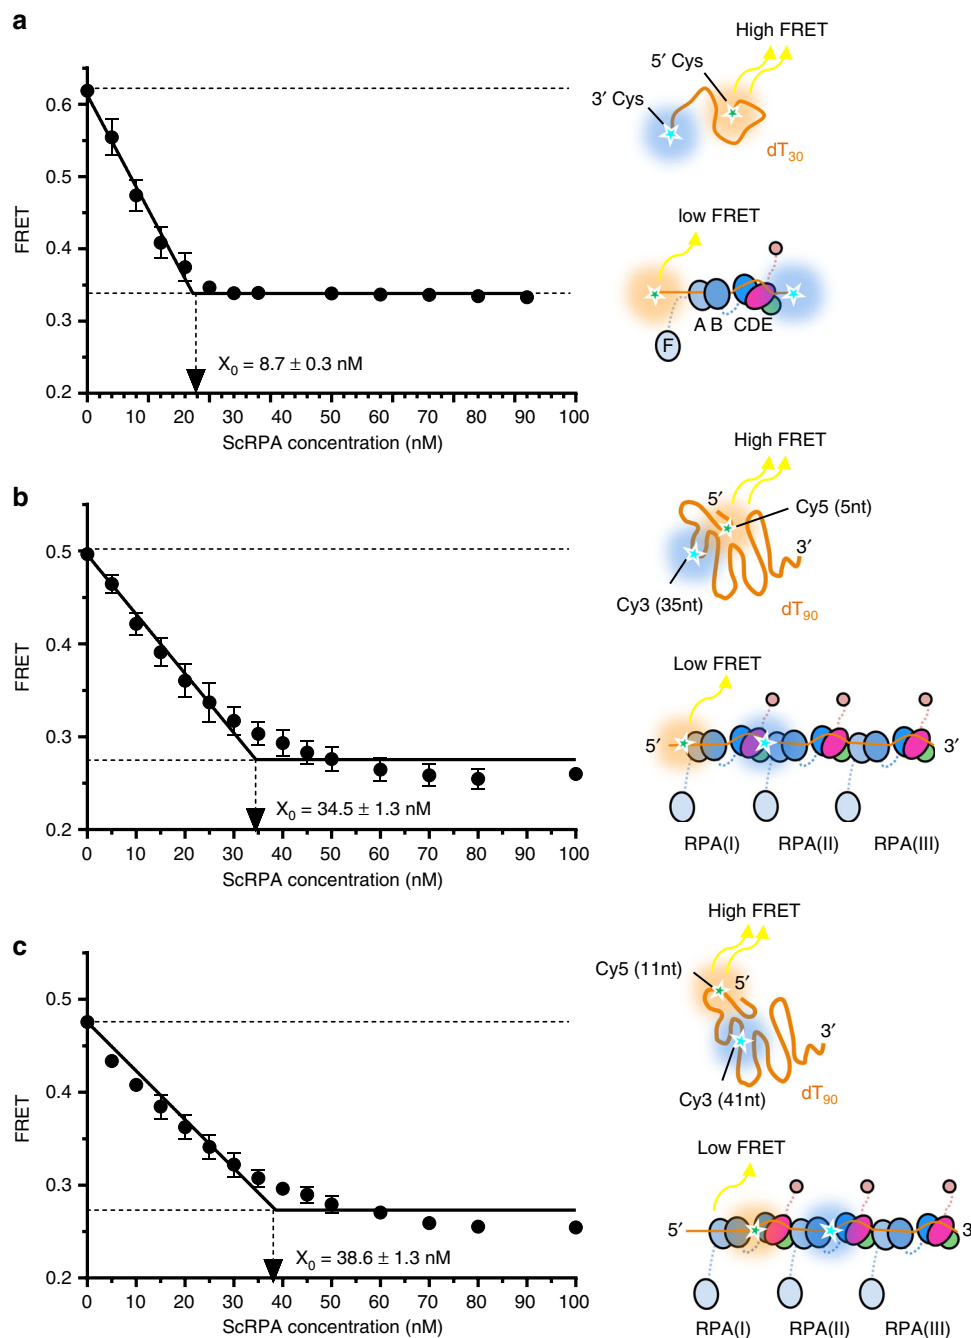 a
High FRET
5′ Cys
3′ Cys
dT30
low FRET
A B CDE
F
FRET
0.6
0.5
0.4
0.3
0.2
X0 = 8.7 ± 0.3 nM
0 10 20 30 40 50 60 70 80 90 100
ScRPA concentration (nM)
b
High FRET
5′
Cy5 (5nt)
3′
Cy3 (35nt)
dT90
Low FRET
5′
3′
RPA(I) RPA(II) RPA(III)
FRET
0.5
0.4
0.3
0.2
X0 = 34.5 ± 1.3 nM
0 10 20 30 40 50 60 70 80 90 100
ScRPA concentration (nM)
c
High FRET
Cy5 (11nt)
5′
3′
Cy3 (41nt)
dT90
Low FRET
5′
3′
RPA(I) RPA(II) RPA(III)
FRET
0.5
0.4
0.3
0.2
X0 = 38.6 ± 1.3 nM
0 10 20 30 40 50 60 70 80 90 100
ScRPA concentration (nM)